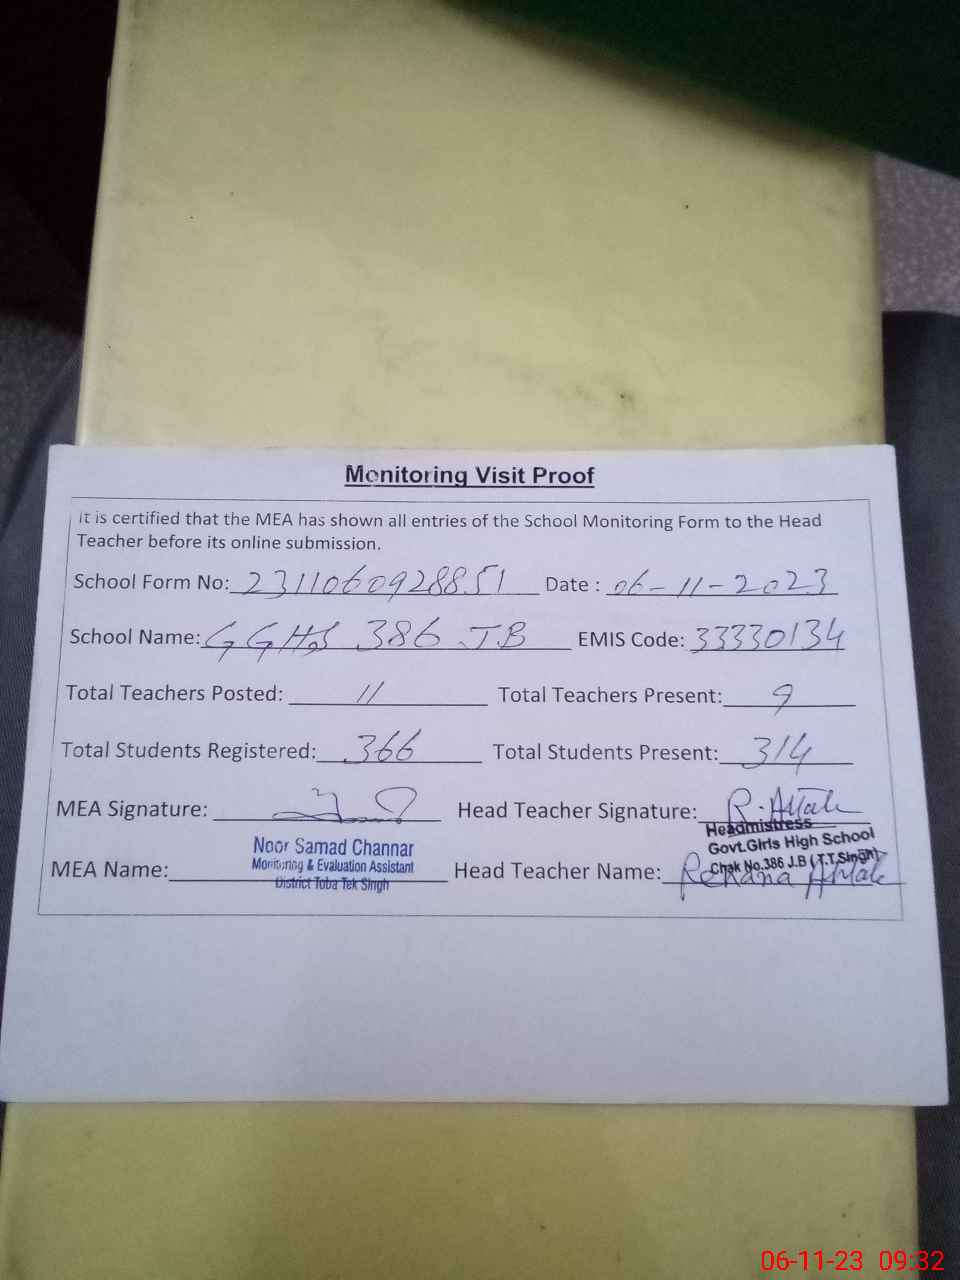 Monitoring Visit Proof
It is certified that the MEA has shown all entries of the School Monitoring Form to the Head
Teacher before its online submission.
School Form No: 2311060928851 Date : 06-11-2023
School Name: GGHS 386 JB EMIS Code: 33330134
Total Teachers Posted: 11 Total Teachers Present: 9
Total Students Registered: 366 Total Students Present: 314
MEA Signature: Head Teacher Signature: R.
Headmistress
Govt.Girls High School
Chak No.386 J.B (T.T.Singh)
Noor Samad Channar
Monitoring & Evaluation Assistant
District Toba Tek Singh
MEA Name: Head Teacher Name:
06-11-23 09:32